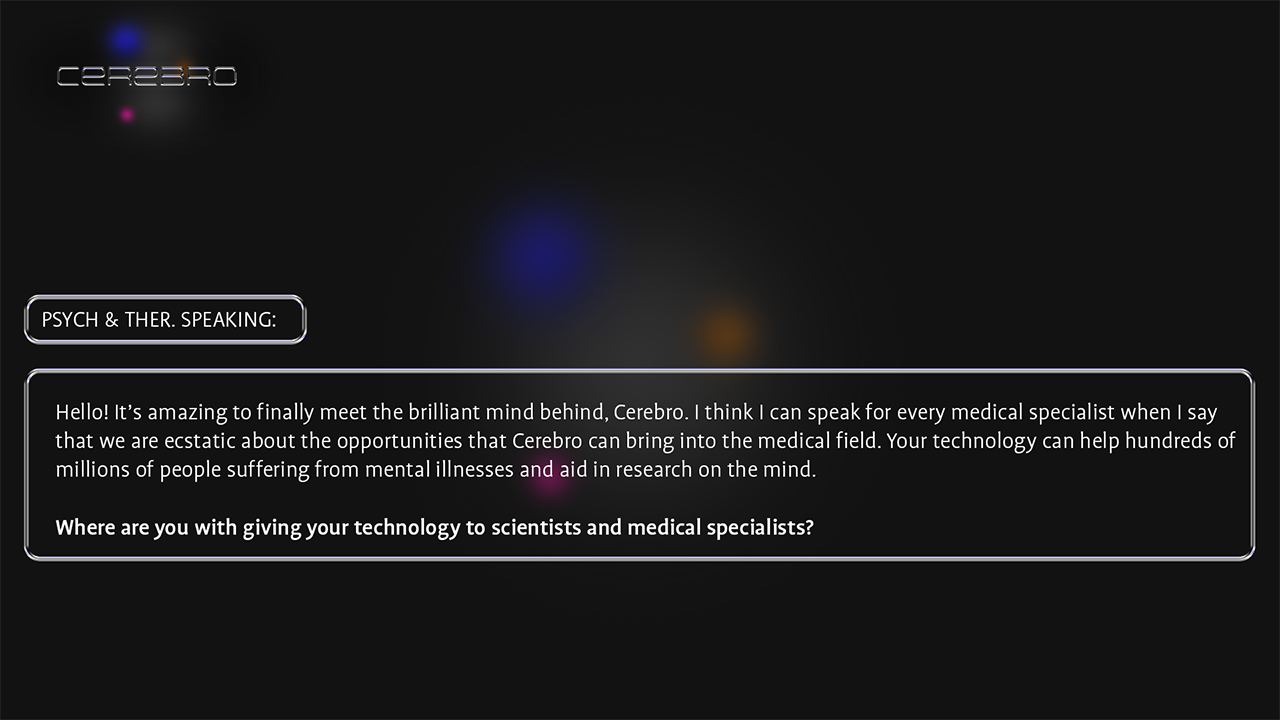 CEREBRO
PSYCH & THER. SPEAKING:
Hello! It’s amazing to finally meet the brilliant mind behind, Cerebro. I think I can speak for every medical specialist when I say
that we are ecstatic about the opportunities that Cerebro can bring into the medical field. Your technology can help hundreds of
millions of people suffering from mental illnesses and aid in research on the mind.
Where are you with giving your technology to scientists and medical specialists?